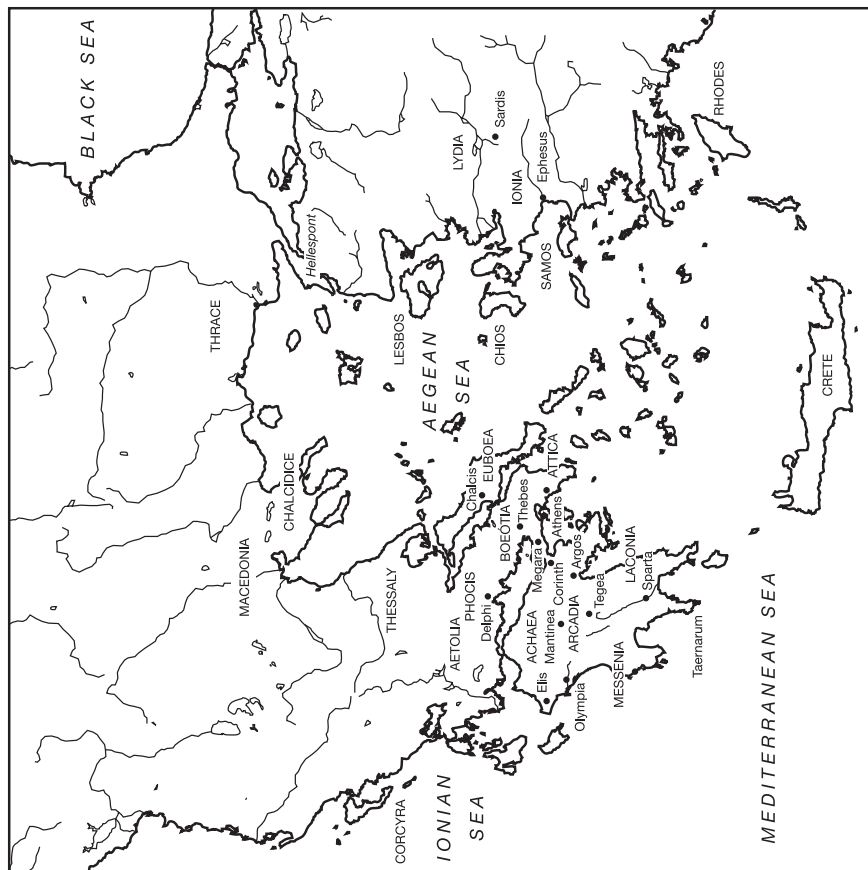 BLACK SEA
THRACE
MACEDONIA
CHALCIDICE
Hellespont
THESSALY
LESBOS
LYDIA
Sardis
AEGEAN
SEA
CORCYRA
IONIAN
SEA
AETOLIA
PHOCIS
Delphi
Chalcis
EUBOEA
CHIOS
IONIA
Ephesus
BOEOTIA
Thebes
ATTICA
Athens
Megara
Corinth
ACHAEA
Elis
Mantinea
ARCADIA
Argos
SAMOS
Olympia
Tegea
MESSENIA
LACONIA
Sparta
Taernarum
RHODES
CRETE
MEDITERRANEAN SEA